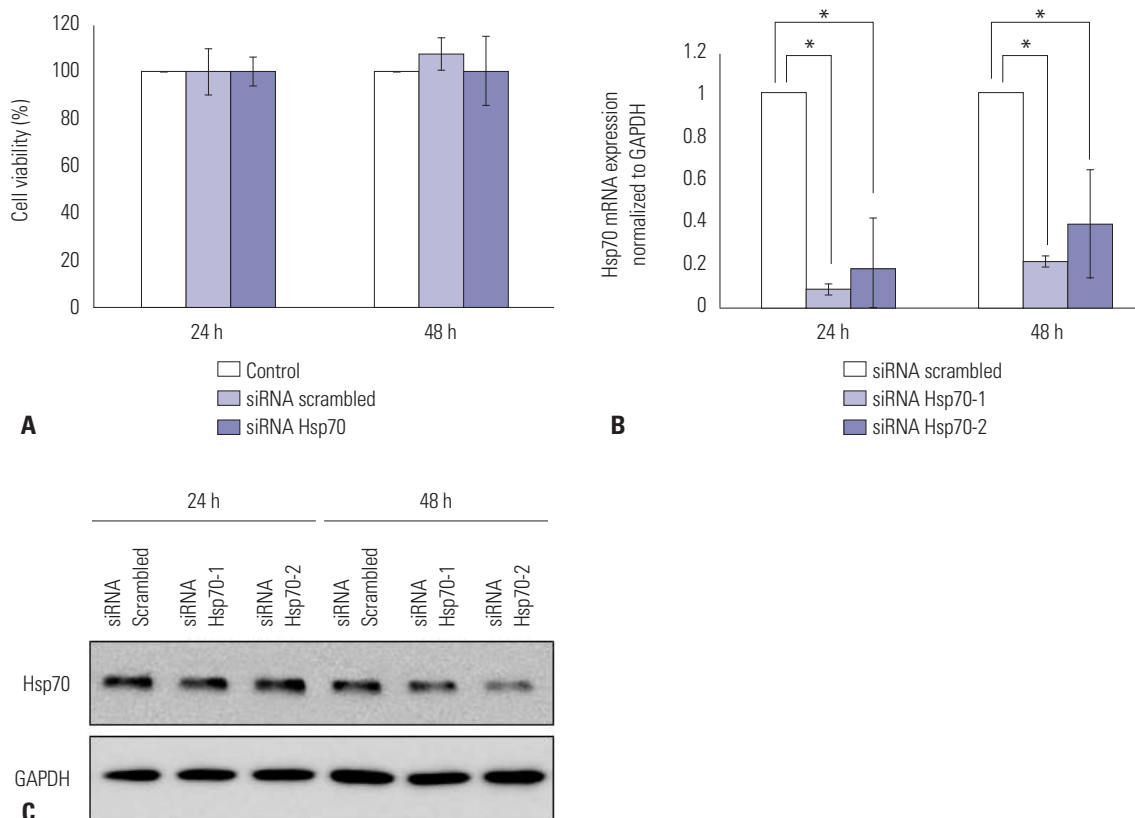 120
100
80
120
60
40
20
0
Cell viability (%)
24 h
48 h
Control
siRNA scrambled
siRNA Hsp70
A
*
*
*
*
1.2
1
0.8
0.6
0.4
0.2
0
Hsp70 mRNA expression
normalized to GAPDH
24 h
48 h
siRNA scrambled
siRNA Hsp70-1
siRNA Hsp70-2
B
24 h
48 h
siRNA
Scrambled
siRNA
Hsp70-1
siRNA
Hsp70-2
siRNA
Scrambled
siRNA
Hsp70-1
siRNA
Hsp70-2
Hsp70
GAPDH
C